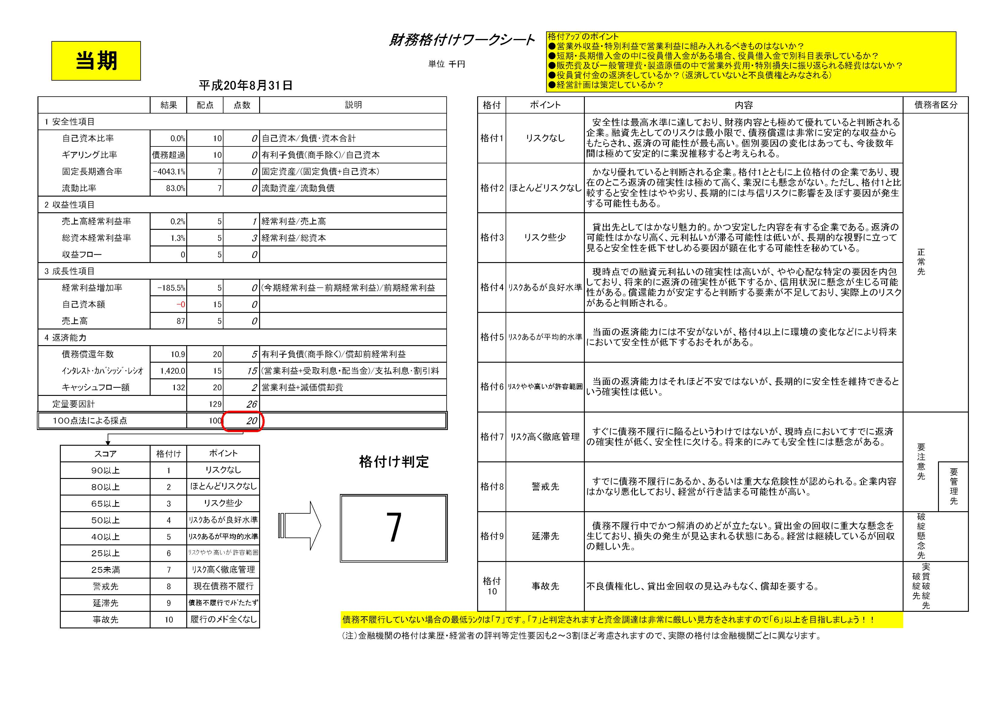 当期
財務格付けワークシート
単位 千円
平成20年8月31日
格付アップのポイント
●営業外収益・特別利益で営業利益に組み入れるべきものはないか？
●短期・長期借入金の中に役員借入金がある場合、役員借入金で別科目表示しているか？
●販売費及び一般管理費・製造原価の中で営業外費用・特別損失に振り返られる経費はないか？
●役員貸付金の返済をしているか？（返済していないと不良債権とみなされる）
●経営計画は策定しているか？
結果 配点 点数 説明
1 安全性項目
自己資本比率 0.0% 10 0 自己資本/負債・資本合計
ギアリング比率 債務超過 10 0 有利子負債(商手除く)/自己資本
固定長期適合率 -4043.1% 7 0 固定資産/(固定負債+自己資本)
流動比率 83.0% 7 0 流動資産/流動負債
2 収益性項目
売上高経常利益率 0.2% 5 1 経常利益/売上高
総資本経常利益率 1.3% 5 3 経常利益/総資本
収益フロー 0 5 0
3 成長性項目
経常利益増加率 -185.5% 5 0 (今期経常利益－前期経常利益)/前期経常利益
自己資本額 -0 15 0
売上高 87 5 0
4 返済能力
債務償還年数 10.9 20 5 有利子負債(商手除く)/償却前経常利益
インタレスト・カバレッジ・レシオ 1,420.0 15 15 (営業利益+受取利息・配当金)/支払利息・割引料
キャッシュフロー額 132 20 2 営業利益+減価償却費
定量要因計 129 26
100点法による採点 100 20
スコア 格付け ポイント
90以上 1 リスクなし
80以上 2 ほとんどリスクなし
65以上 3 リスク些少
50以上 4 リスクあるが良好水準
40以上 5 リスクあるが平均的水準
25以上 6 リスクやや高いが許容範囲
25未満 7 リスク高く徹底管理
警戒先 8 現在債務不履行
延滞先 9 債務不履行でメドたたず
事故先 10 履行のメド全くなし
格付け判定
7
格付 ポイント 内容 債務者区分
格付1 リスクなし
安全性は最高水準に達しており、財務内容とも極めて優れていると判断される
企業。融資先としてのリスクは最小限で、債務償還は非常に安定的な収益から
もたらされ、返済の可能性が最も高い。個別要因の変化はあっても、今後数年
間は極めて安定的に業況推移すると考えられる。
格付2 ほとんどリスクなし
かなり優れていると判断される企業。格付1とともに上位格付の企業であり、現
在のところ返済の確実性は極めて高く、業況にも懸念がない。ただし、格付1と比
較すると安全性はやや劣り、長期的には与信リスクに影響を及ぼす要因が発生
する可能性もある。
格付3 リスク些少
貸出先としてはかなり魅力的。かつ安定した内容を有する企業である。返済の
可能性はかなり高く、元利払いが滞る可能性は低いが、長期的な視野に立って
見ると安全性を低下せしめる要因が顕在化する可能性を秘めている。
格付4 リスクあるが良好水準
現時点での融資元利払いの確実性は高いが、やや心配な特定の要因を内包
しており、将来的に返済の確実性が低下するか、信用状況に懸念が生じる可能
性がある。償還能力が安定すると判断する要素が不足しており、実際上のリスク
があると判断される。
格付5 リスクあるが平均的水準
当面の返済能力には不安がないが、格付4以上に環境の変化などにより将来
において安全性が低下するおそれがある。
格付6 リスクやや高いが許容範囲
当面の返済能力はそれほど不安ではないが、長期的に安全性を維持できると
いう確実性は低い。
正常先
格付7 リスク高く徹底管理
すぐに債務不履行に陥るというわけではないが、現時点においてすでに返済
の確実性が低く、安全性に欠ける。将来的にみても安全性には懸念がある。
格付8 警戒先
すでに債務不履行にあるか、あるいは重大な危険性が認められる。企業内容
はかなり悪化しており、経営が行き詰まる可能性が高い。
要注意先
要管理先
格付9 延滞先
債務不履行中でかつ解消のめどが立たない。貸出金の回収に重大な懸念を
生じており、損失の発生が見込まれる状態にある。経営は継続しているが回収
の難しい先。
破綻懸念先
格付10 事故先
不良債権化し、貸出金回収の見込みもなく、償却を要する。
実質破綻先
破綻先
債務不履行していない場合の最低ランクは「7」です。「7」と判定されますと資金調達は非常に厳しい見方をされますので「6」以上を目指しましょう！！
（注）金融機関の格付は業歴・経営者の評判等定性要因も2～3割ほど考慮されますので、実際の格付は金融機関ごとに異なります。